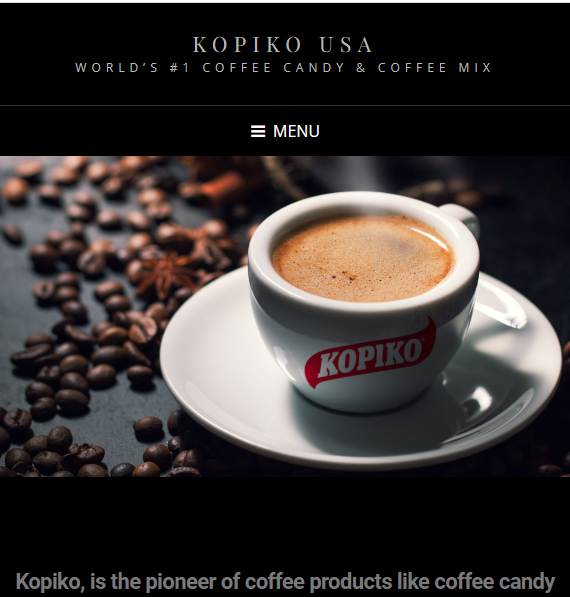 KOPIKO USA
WORLD’S #1 COFFEE CANDY & COFFEE MIX
MENU
KOPIKO
Kopiko, is the pioneer of coffee products like coffee candy